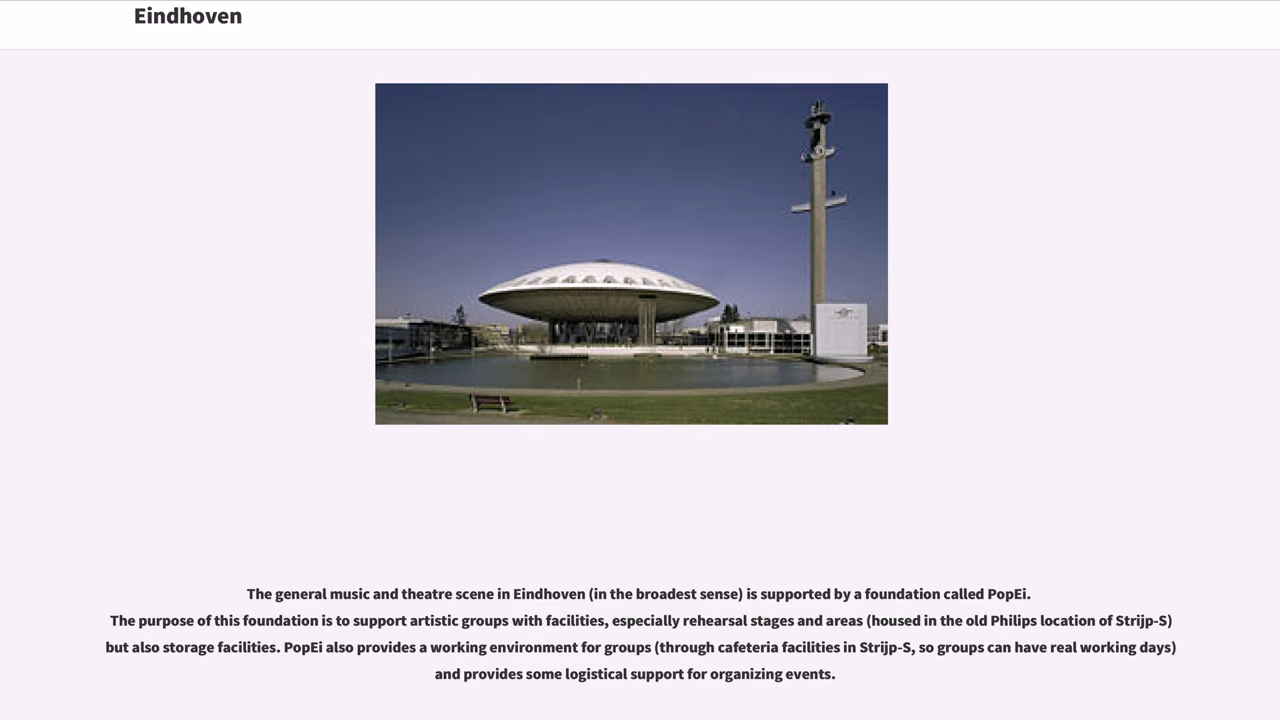 Eindhoven
The general music and theatre scene in Eindhoven (in the broadest sense) is supported by a foundation called PopEi.
The purpose of this foundation is to support artistic groups with facilities, especially rehearsal stages and areas (housed in the old Philips location of Strijp-S)
but also storage facilities. PopEi also provides a working environment for groups (through cafeteria facilities in Strijp-S, so groups can have real working days)
and provides some logistical support for organizing events.